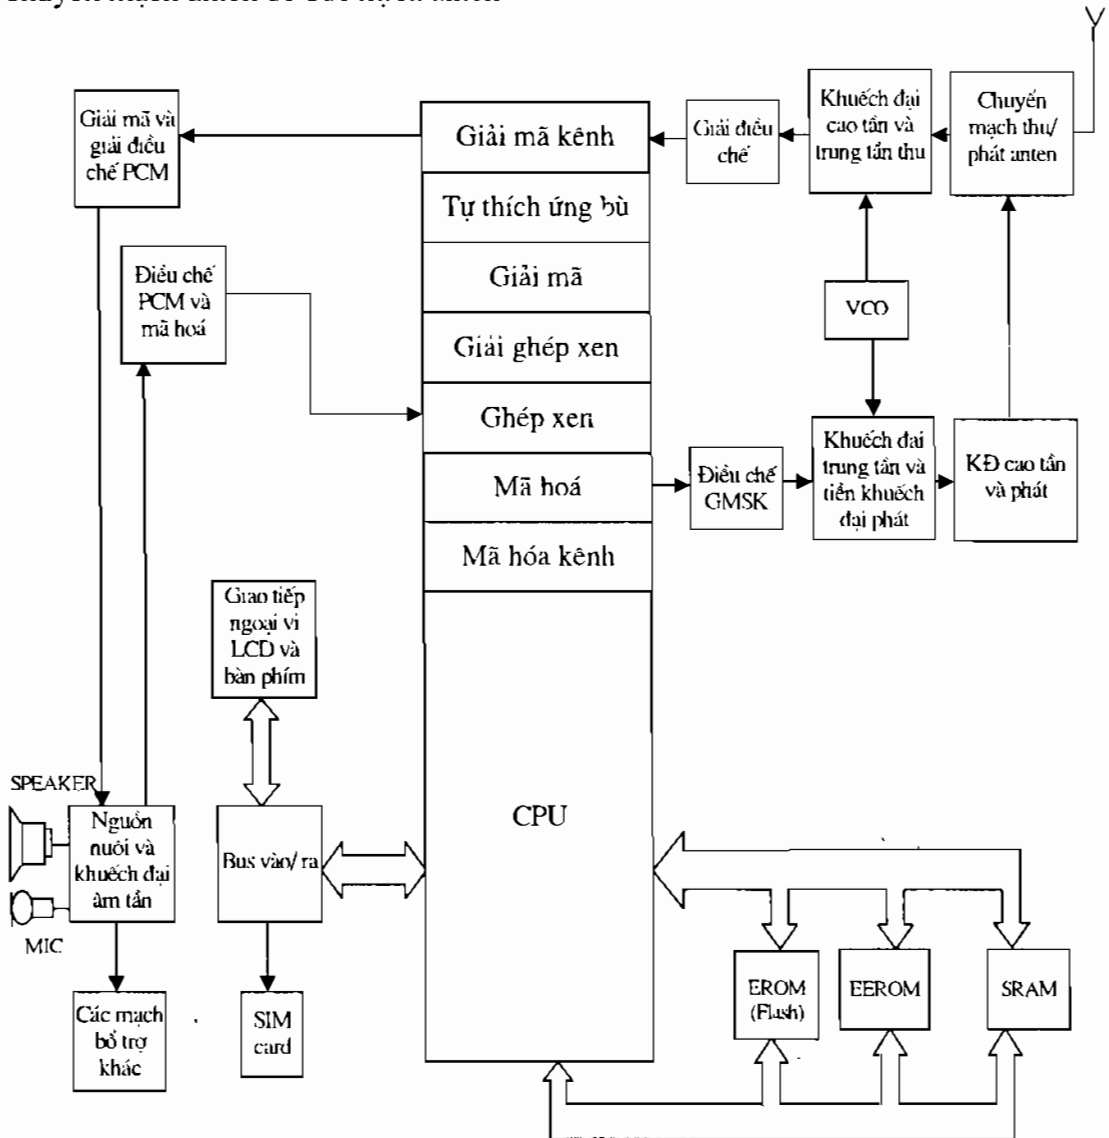 Giải mã và
giải điều
chế PCM
Giải mã kênh
Giải điều
chế
Khuếch đại
cao tần và
trung tần thu
Chuyển
mạch thu/
phát anten
Tự thích ứng bù
Điều chế
PCM và
mã hoá
Giải mã
VCO
Giải ghép xen
Ghép xen
Mã hoá
Điều chế
GMSK
Khuếch đai
trung tần và
tiền khuếch
đại phát
KĐ cao tần
và phát
Mã hóa kênh
Giao tiếp
ngoại vi
LCD và
bàn phím
SPEAKER
Nguồn
nuôi và
khuếch đại
âm tần
MIC
Bus vào/ ra
CPU
Các mạch
bổ trợ
khác
SIM
card
EROM
(Flash)
EEROM
SRAM